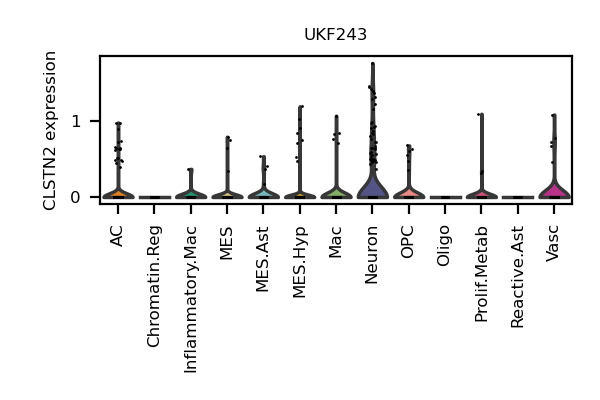 UKF243
CLSTN2 expression
1
0
AC
Chromatin.Reg
Inflammatory.Mac
MES
MES.Ast
MES.Hyp
Mac
Neuron
OPC
Oligo
Prolif.Metab
Reactive.Ast
Vasc